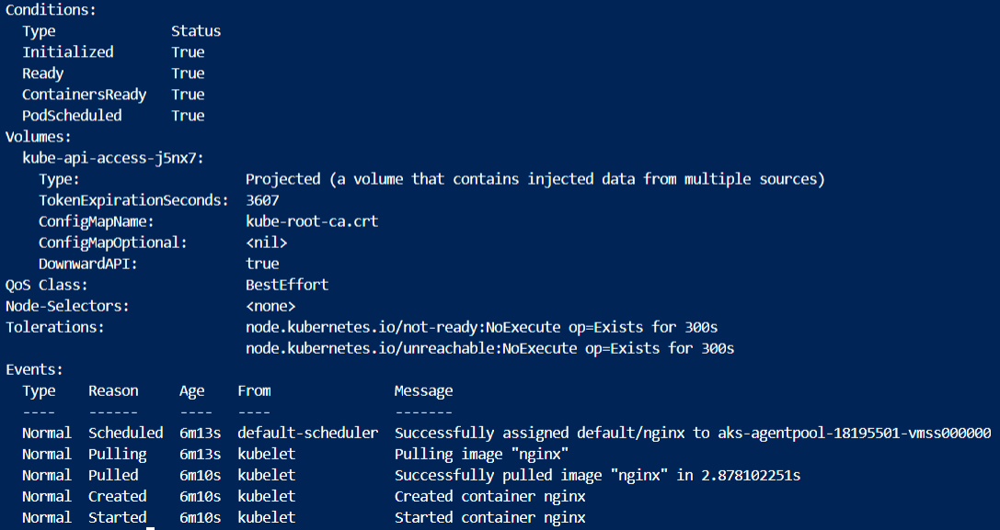 Conditions:
  Type              Status
  Initialized       True
  Ready             True
  ContainersReady   True
  PodScheduled      True
Volumes:
  kube-api-access-j5nx7:
    Type:                    Projected (a volume that contains injected data from multiple sources)
    TokenExpirationSeconds:  3607
    ConfigMapName:           kube-root-ca.crt
    ConfigMapOptional:       <nil>
    DownwardAPI:             true
QoS Class:                   BestEffort
Node-Selectors:              <none>
Tolerations:                 node.kubernetes.io/not-ready:NoExecute op=Exists for 300s
                             node.kubernetes.io/unreachable:NoExecute op=Exists for 300s
Events:
  Type    Reason     Age    From               Message
  ----    ------     ----   ----               -------
  Normal  Scheduled  6m13s  default-scheduler  Successfully assigned default/nginx to aks-agentpool-18195501-vmss000000
  Normal  Pulling    6m13s  kubelet            Pulling image "nginx"
  Normal  Pulled     6m10s  kubelet            Successfully pulled image "nginx" in 2.878102251s
  Normal  Created    6m10s  kubelet            Created container nginx
  Normal  Started    6m10s  kubelet            Started container nginx